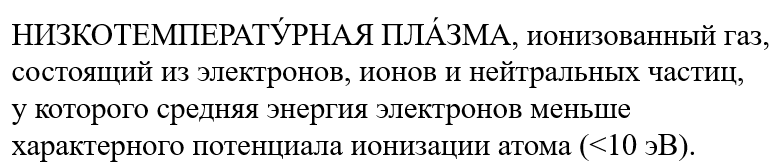 НИЗКОТЕМПЕРАТУ́РНАЯ ПЛА́ЗМА, ионизованный газ,
состоящий из электронов, ионов и нейтральных частиц,
у которого средняя энергия электронов меньше
характерного потенциала ионизации атома (<10 эВ).